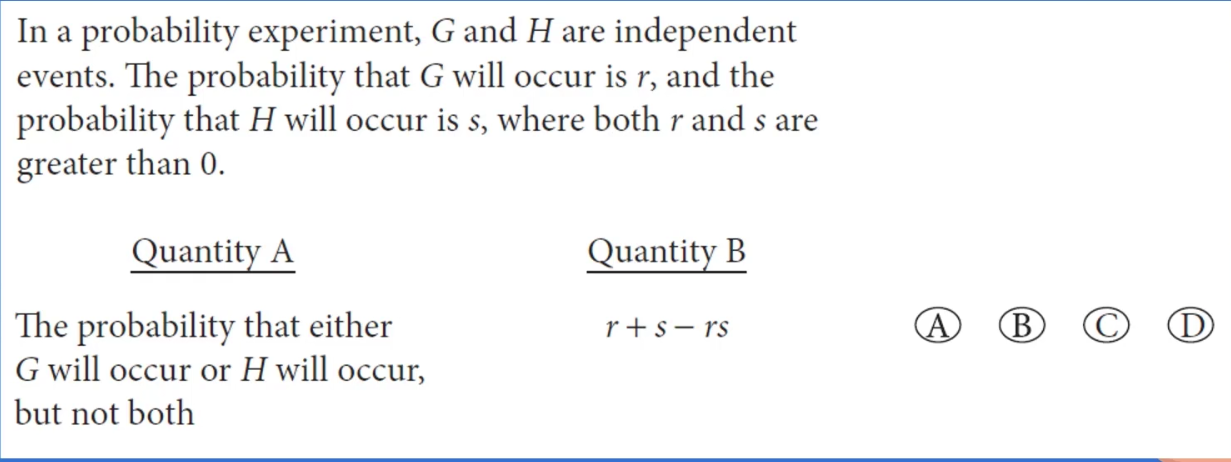 In a probability experiment, G and H are independent
events. The probability that G will occur is r, and the
probability that H will occur is s, where both r and s are
greater than 0.
Quantity A Quantity B
The probability that either r + s − rs A B C D
G will occur or H will occur,
but not both